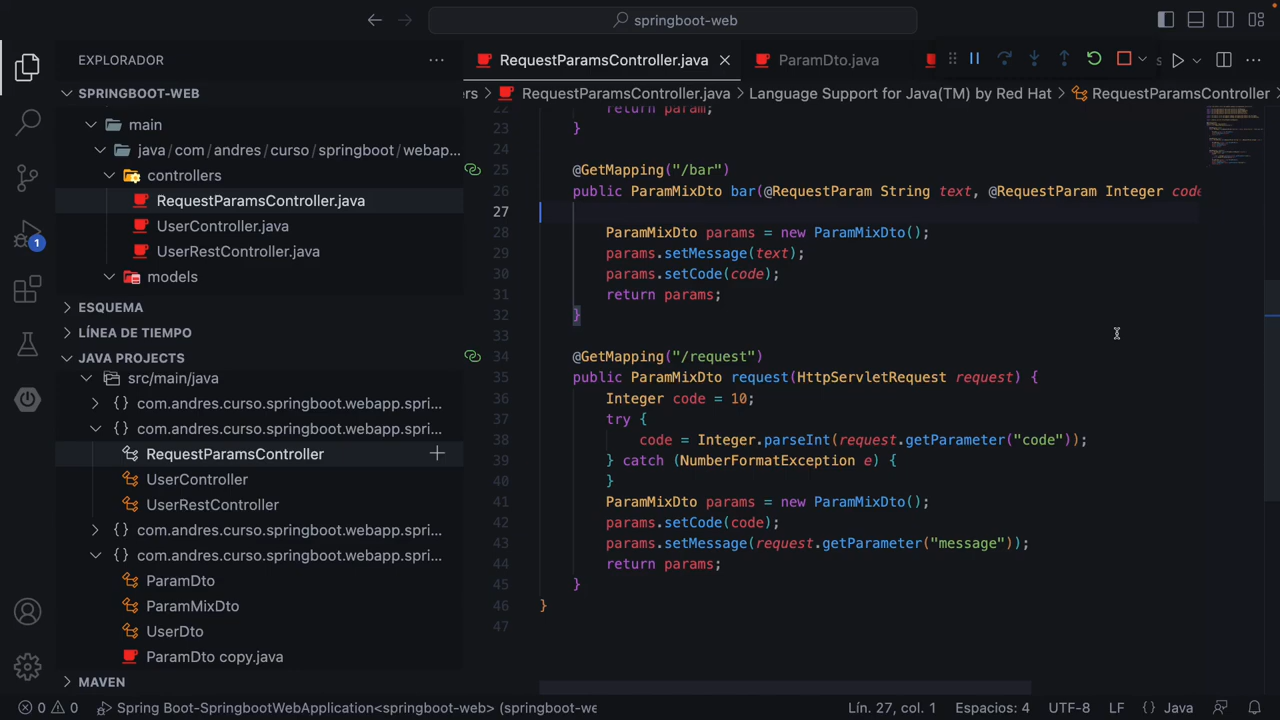 springboot-web
EXPLORADOR
SPRINGBOOT-WEB
main
java / com / andres / curso / springboot / webap...
controllers
RequestParamsController.java
UserController.java
UserRestController.java
models
ESQUEMA
LÍNEA DE TIEMPO
JAVA PROJECTS
src/main/java
{} com.andres.curso.springboot.webapp.spri...
{} com.andres.curso.springboot.webapp.spri...
RequestParamsController
UserController
UserRestController
{} com.andres.curso.springboot.webapp.spri...
{} com.andres.curso.springboot.webapp.spri...
ParamDto
ParamMixDto
UserDto
ParamDto copy.java
MAVEN
1
RequestParamsController.java
ParamDto.java
ers > RequestParamsController.java > Language Support for Java(TM) by Red Hat > RequestParamsController >
22 return param;
23 }
24
25 @GetMapping("/bar")
26 public ParamMixDto bar(@RequestParam String text, @RequestParam Integer code
27
28 ParamMixDto params = new ParamMixDto();
29 params.setMessage(text);
30 params.setCode(code);
31 return params;
32 }
33
34 @GetMapping("/request")
35 public ParamMixDto request(HttpServletRequest request) {
36 Integer code = 10;
37 try {
38 code = Integer.parseInt(request.getParameter("code"));
39 } catch (NumberFormatException e) {
40 }
41 ParamMixDto params = new ParamMixDto();
42 params.setCode(code);
43 params.setMessage(request.getParameter("message"));
44 return params;
45 }
46 }
47
0 0 Spring Boot-SpringbootWebApplication<springboot-web> (springboot-we Lín. 27, col. 1 Espacios: 4 UTF-8 LF {} Java